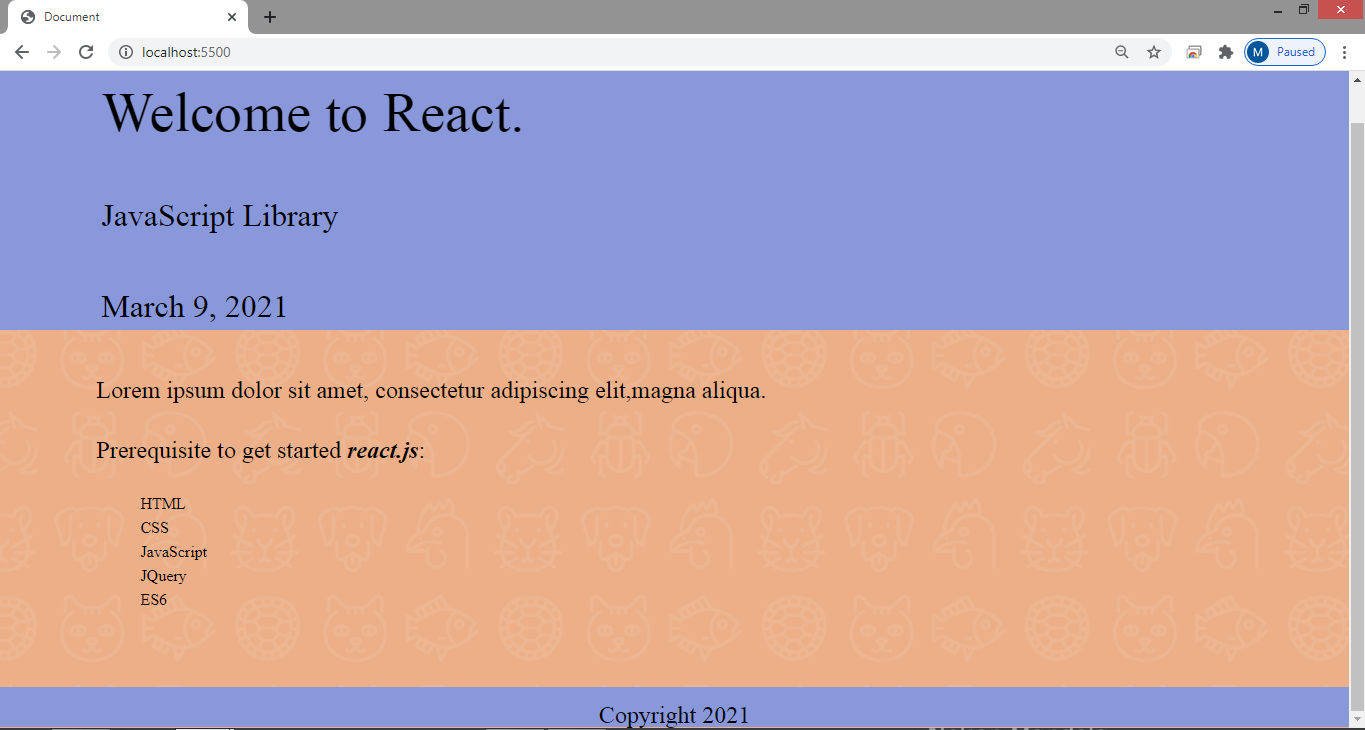 Document
localhost:5500
M Paused
Welcome to React.
JavaScript Library
March 9, 2021
Lorem ipsum dolor sit amet, consectetur adipiscing elit,magna aliqua.
Prerequisite to get started react.js:
HTML
CSS
JavaScript
JQuery
ES6
Copyright 2021